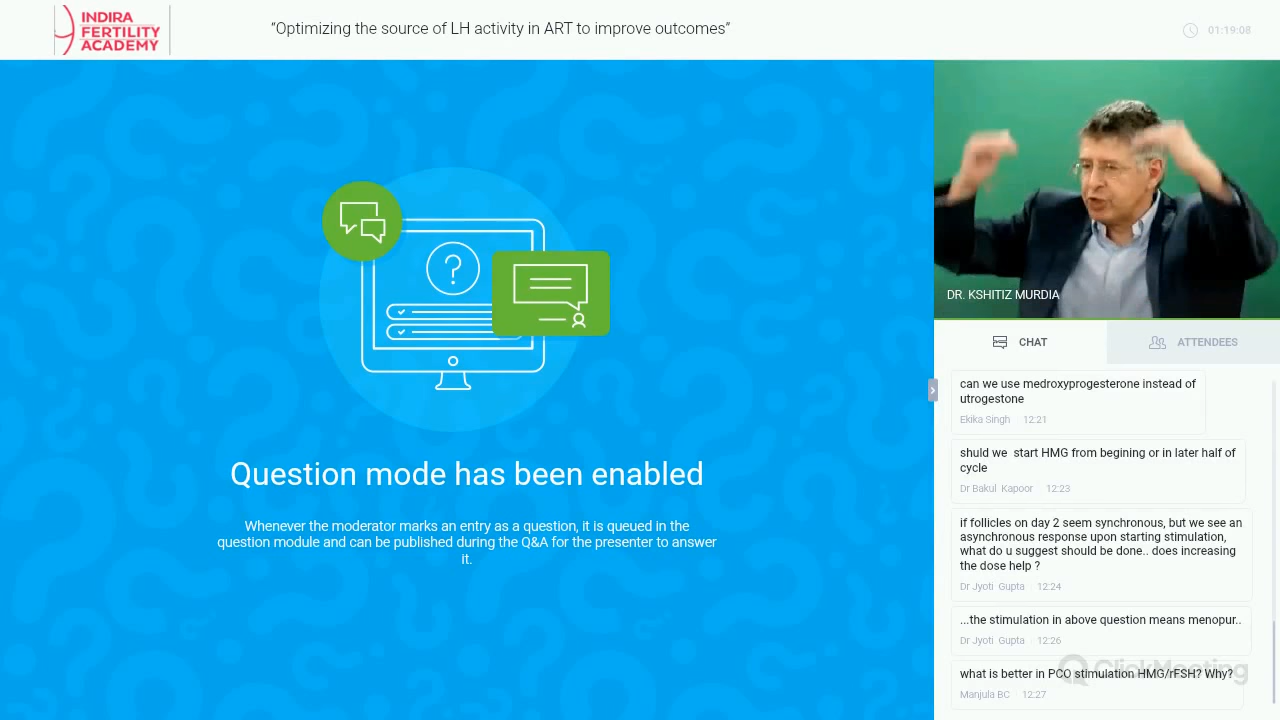 INDIRA
FERTILITY
ACADEMY
“Optimizing the source of LH activity in ART to improve outcomes”
01:19:08
Question mode has been enabled
Whenever the moderator marks an entry as a question, it is queued in the
question module and can be published during the Q&A for the presenter to answer
it.
DR. KSHITIZ MURDIA
CHAT
ATTENDEES
can we use medroxyprogesterone instead of
utrogestone
Ekika Singh 12:21
should we start HMG from begining or in later half of
cycle
Dr Bakul Kapoor 12:23
if follicles on day 2 seem synchronous, but we see an
asynchronous response upon starting stimulation,
what do u suggest should be done.. does increasing
the dose help ?
Dr Jyoti Gupta 12:24
...the stimulation in above question means menopur..
Dr Jyoti Gupta 12:26
ClickMeeting
what is better in PCO stimulation HMG/rFSH? Why?
Manjula BC 12:27